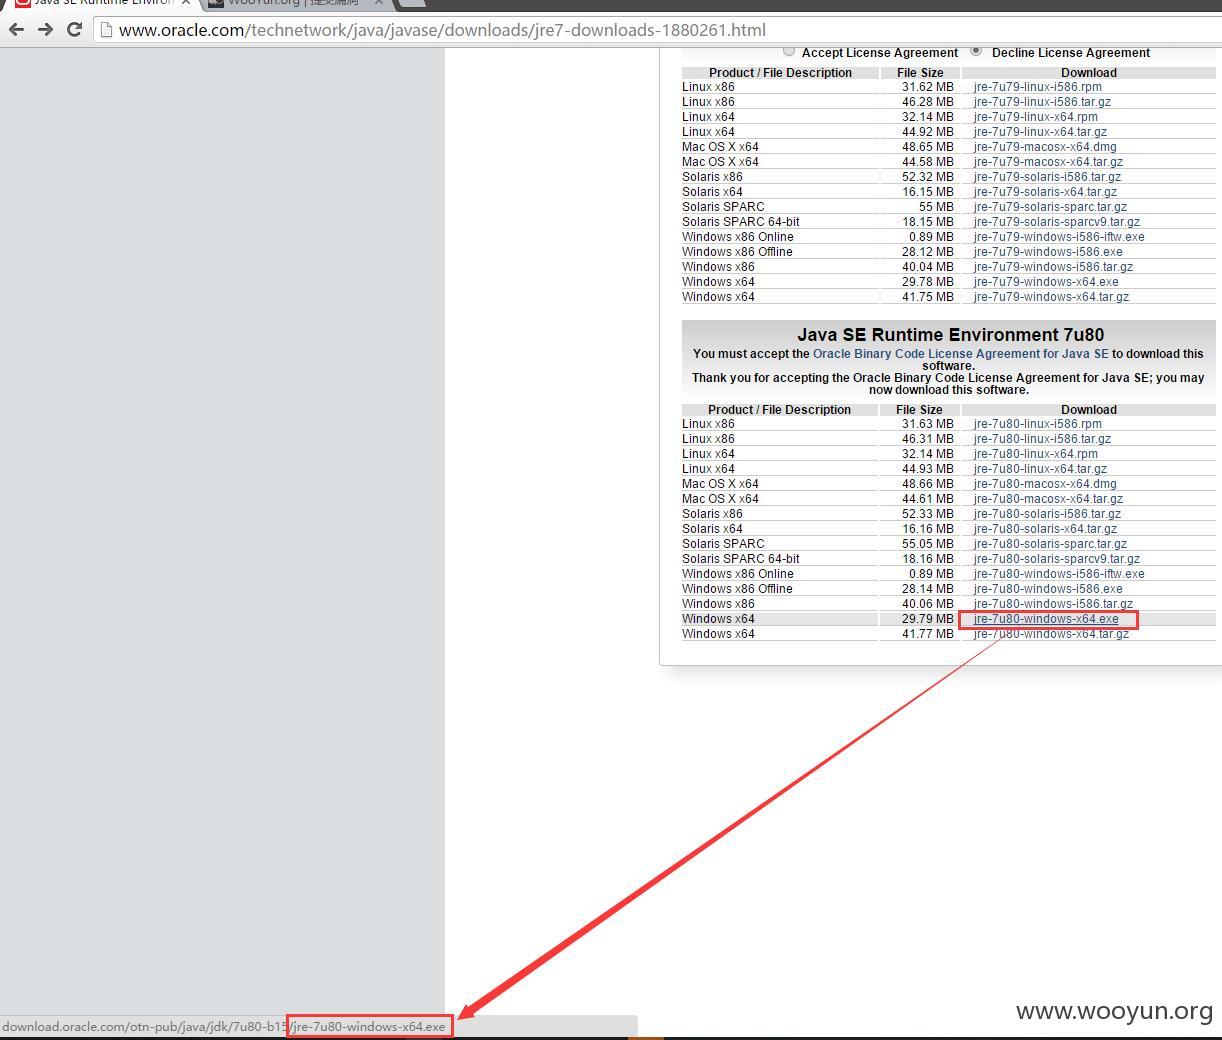 Java SE Runtime Environ
WooYun.org | 提交漏洞
www.oracle.com/technetwork/java/javase/downloads/jre7-downloads-1880261.html
Accept License Agreement Decline License Agreement
Product / File Description File Size Download
Linux x86 31.62 MB jre-7u79-linux-i586.rpm
Linux x86 46.28 MB jre-7u79-linux-i586.tar.gz
Linux x64 32.14 MB jre-7u79-linux-x64.rpm
Linux x64 44.92 MB jre-7u79-linux-x64.tar.gz
Mac OS X x64 48.65 MB jre-7u79-macosx-x64.dmg
Mac OS X x64 44.58 MB jre-7u79-macosx-x64.tar.gz
Solaris x86 52.32 MB jre-7u79-solaris-i586.tar.gz
Solaris x64 16.15 MB jre-7u79-solaris-x64.tar.gz
Solaris SPARC 55 MB jre-7u79-solaris-sparc.tar.gz
Solaris SPARC 64-bit 18.15 MB jre-7u79-solaris-sparcv9.tar.gz
Windows x86 Online 0.89 MB jre-7u79-windows-i586-iftw.exe
Windows x86 Offline 28.12 MB jre-7u79-windows-i586.exe
Windows x86 40.04 MB jre-7u79-windows-i586.tar.gz
Windows x64 29.78 MB jre-7u79-windows-x64.exe
Windows x64 41.75 MB jre-7u79-windows-x64.tar.gz
Java SE Runtime Environment 7u80
You must accept the Oracle Binary Code License Agreement for Java SE to download this
software.
Thank you for accepting the Oracle Binary Code License Agreement for Java SE; you may
now download this software.
Product / File Description File Size Download
Linux x86 31.63 MB jre-7u80-linux-i586.rpm
Linux x86 46.31 MB jre-7u80-linux-i586.tar.gz
Linux x64 32.14 MB jre-7u80-linux-x64.rpm
Linux x64 44.93 MB jre-7u80-linux-x64.tar.gz
Mac OS X x64 48.66 MB jre-7u80-macosx-x64.dmg
Mac OS X x64 44.61 MB jre-7u80-macosx-x64.tar.gz
Solaris x86 52.33 MB jre-7u80-solaris-i586.tar.gz
Solaris x64 16.16 MB jre-7u80-solaris-x64.tar.gz
Solaris SPARC 55.05 MB jre-7u80-solaris-sparc.tar.gz
Solaris SPARC 64-bit 18.16 MB jre-7u80-solaris-sparcv9.tar.gz
Windows x86 Online 0.89 MB jre-7u80-windows-i586-iftw.exe
Windows x86 Offline 28.14 MB jre-7u80-windows-i586.exe
Windows x86 40.06 MB jre-7u80-windows-i586.tar.gz
Windows x64 29.79 MB jre-7u80-windows-x64.exe
Windows x64 41.77 MB jre-7u80-windows-x64.tar.gz
www.wooyun.org
download.oracle.com/otn-pub/java/jdk/7u80-b15/jre-7u80-windows-x64.exe